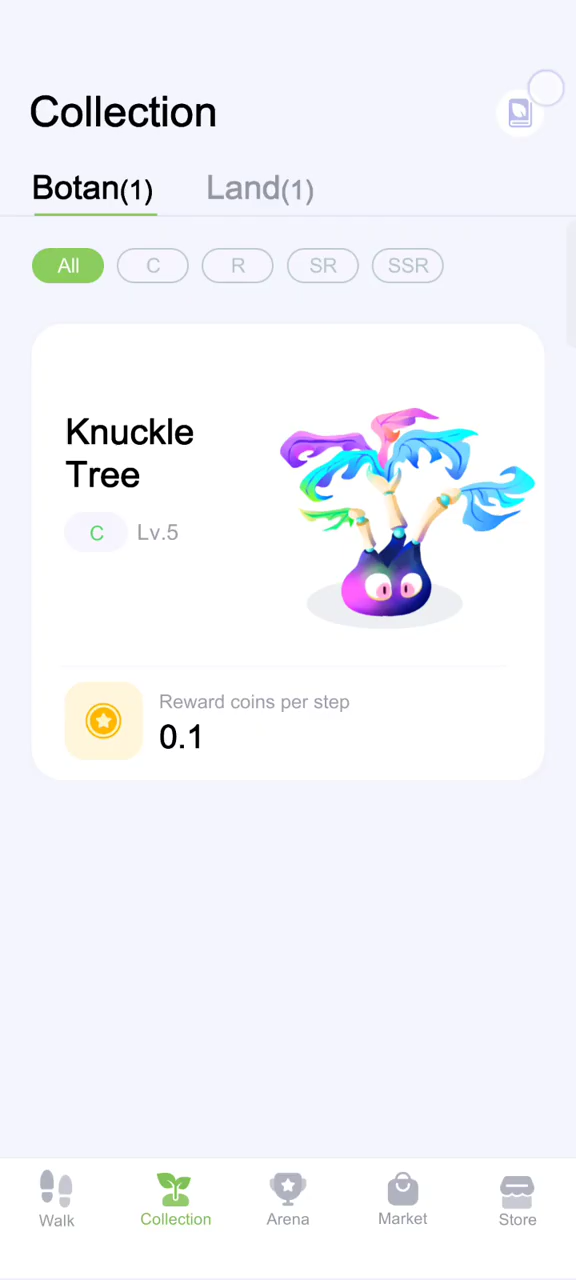 Collection
Botan(1) Land(1)
All C R SR SSR
Knuckle
Tree
C Lv.5
Reward coins per step
0.1
Walk Collection Arena Market Store